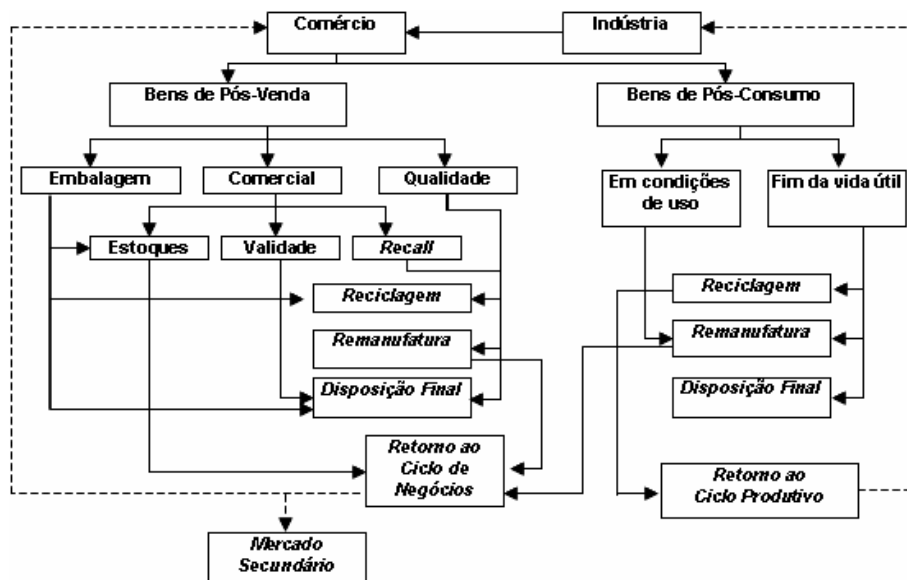 Comércio
Indústria
Bens de Pós-Venda
Bens de Pós-Consumo
Embalagem
Comercial
Qualidade
Em condições
de uso
Fim da vida útil
Estoques
Validade
Recall
Reciclagem
Reciclagem
Remanufatura
Remanufatura
Disposição Final
Disposição Final
Retorno ao
Ciclo de
Negócios
Retorno ao
Ciclo Produtivo
Mercado
Secundário